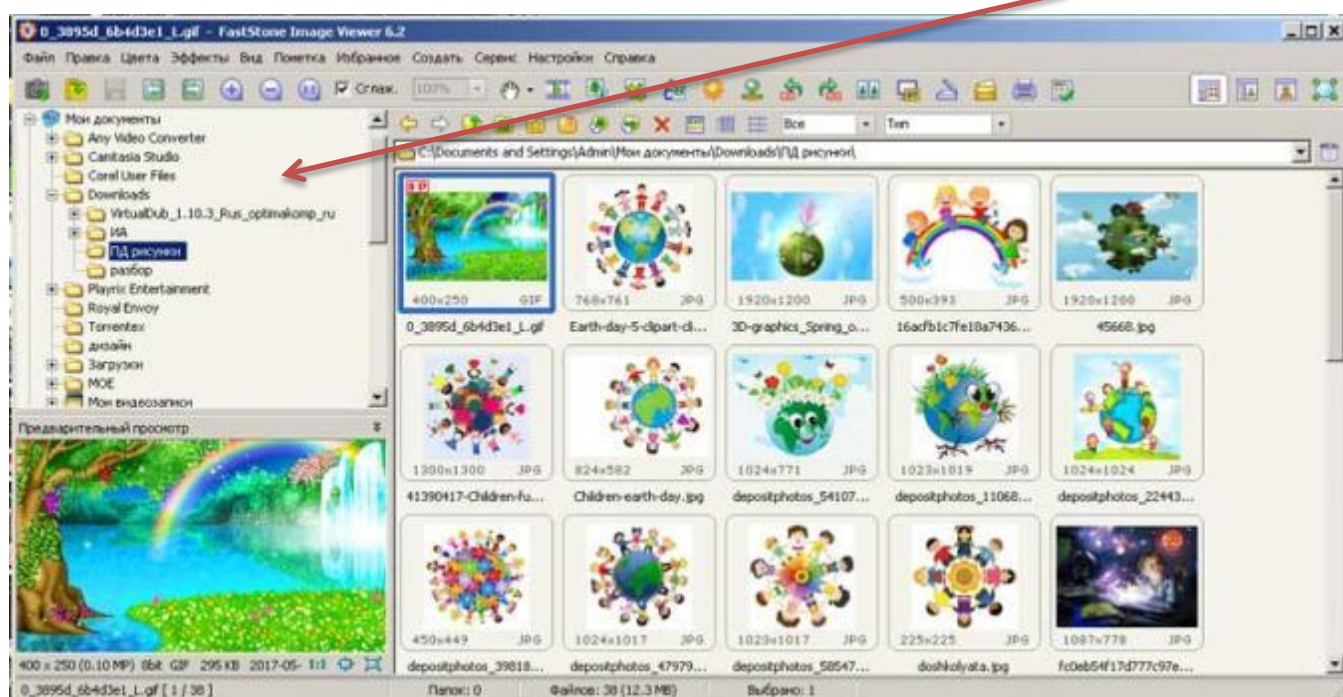 0_3895d_6b4d3e1_L.gif - FastStone Image Viewer 6.2
Файл Правка Цвета Эффекты Вид Пометка Избранное Создать Сервис Настройки Справка
Сглаж. 100%
Мои документы
Any Video Converter
Camtasia Studio
Corel User Files
Downloads
VirtualDub_1.10.3_Rus_optimakomp_ru
ИА
ПД рисунки
разбор
Playrix Entertainment
Royal Envoy
Torrentex
дизайн
Загрузки
МОЕ
Мои видеозаписи
Предварительный просмотр
400 x 250 (0.10 MP) 8bit GIF 295 KB 2017-05- 1:1
Все Тип
C:\Documents and Settings\Admin\Мои документы\Downloads\ПД рисунки\
400x250 GIF 768x761 JPG 1920x1200 JPG 500x393 JPG 1920x1200 JPG
0_3895d_6b4d3e1_L.gif Earth-day-5-clipart-cli... 3D-graphics_Spring_o... 16acfb1c7fe18a7436... 45668.jpg
1300x1300 JPG 824x582 JPG 1024x771 JPG 1023x1019 JPG 1024x1024 JPG
41390417-Children-fu... Children-earth-day.jpg depositphotos_54107... depositphotos_11068... depositphotos_22443...
450x449 JPG 1024x1017 JPG 1023x1017 JPG 225x225 JPG 1087x778 JPG
depositphotos_39818... depositphotos_47979... depositphotos_58547... doshkolyata.jpg fc0eb54f17d777c97e...
0_3895d_6b4d3e1_L.gif [ 1 / 38 ] Папок: 0 Файлов: 38 (12.3 MB) Выбрано: 1